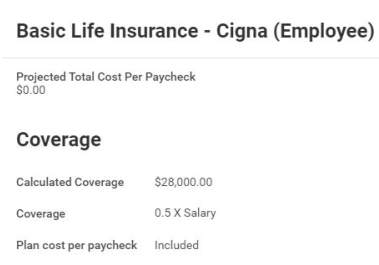 Basic Life Insurance - Cigna (Employee)
Projected Total Cost Per Paycheck
$0.00
Coverage
Calculated Coverage $28,000.00
Coverage 0.5 X Salary
Plan cost per paycheck Included